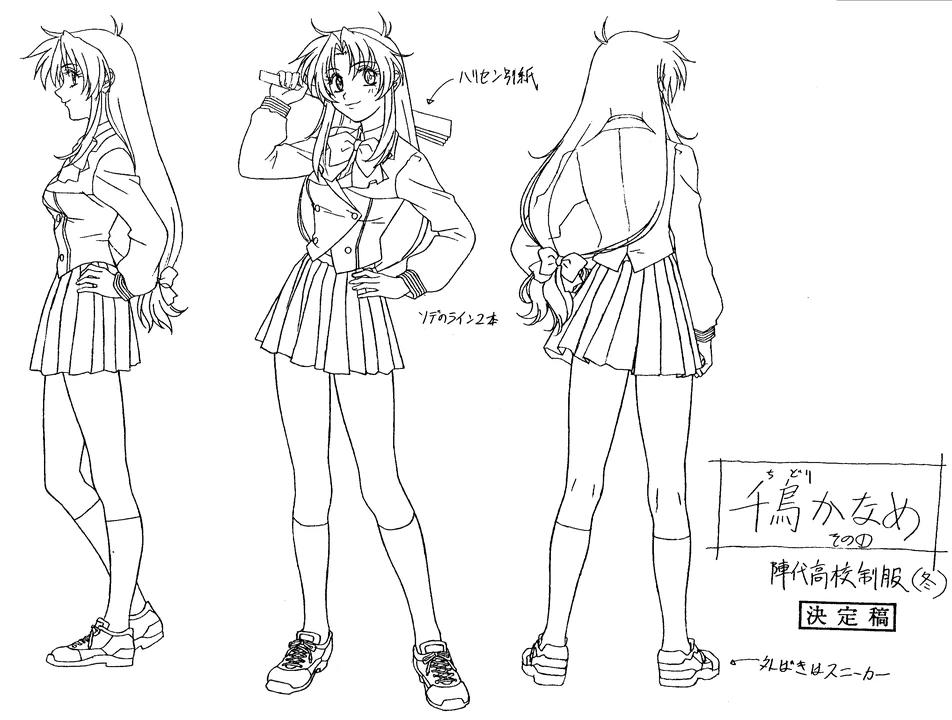 ハリセン引紙
ソデのライン2本
ちどり
千鳥かなめ
その①
陣代高校制服(冬)
決定稿
外ばきはスニーカー